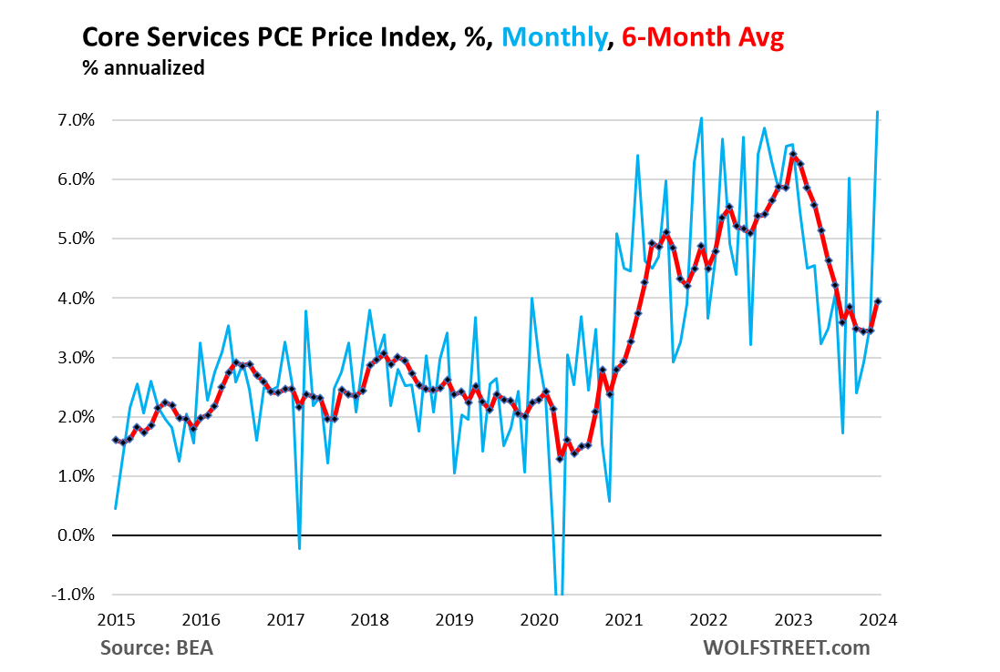 Core Services PCE Price Index, %, Monthly, 6-Month Avg
% annualized
7.0%
6.0%
5.0%
4.0%
3.0%
2.0%
1.0%
0.0%
-1.0%
2015 2016 2017 2018 2019 2020 2021 2022 2023 2024
Source: BEA WOLFSTREET.com